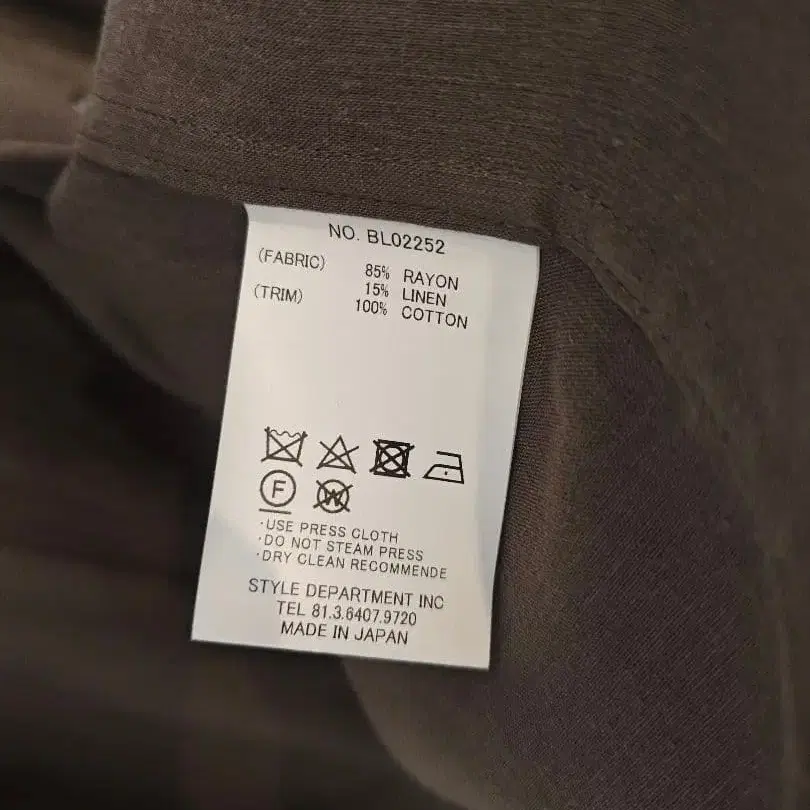 NO. BL02252
(FABRIC) 85% RAYON
15% LINEN
(TRIM) 100% COTTON
F W
·USE PRESS CLOTH
·DO NOT STEAM PRESS
·DRY CLEAN RECOMMENDE
STYLE DEPARTMENT INC
TEL 81.3.6407.9720
MADE IN JAPAN